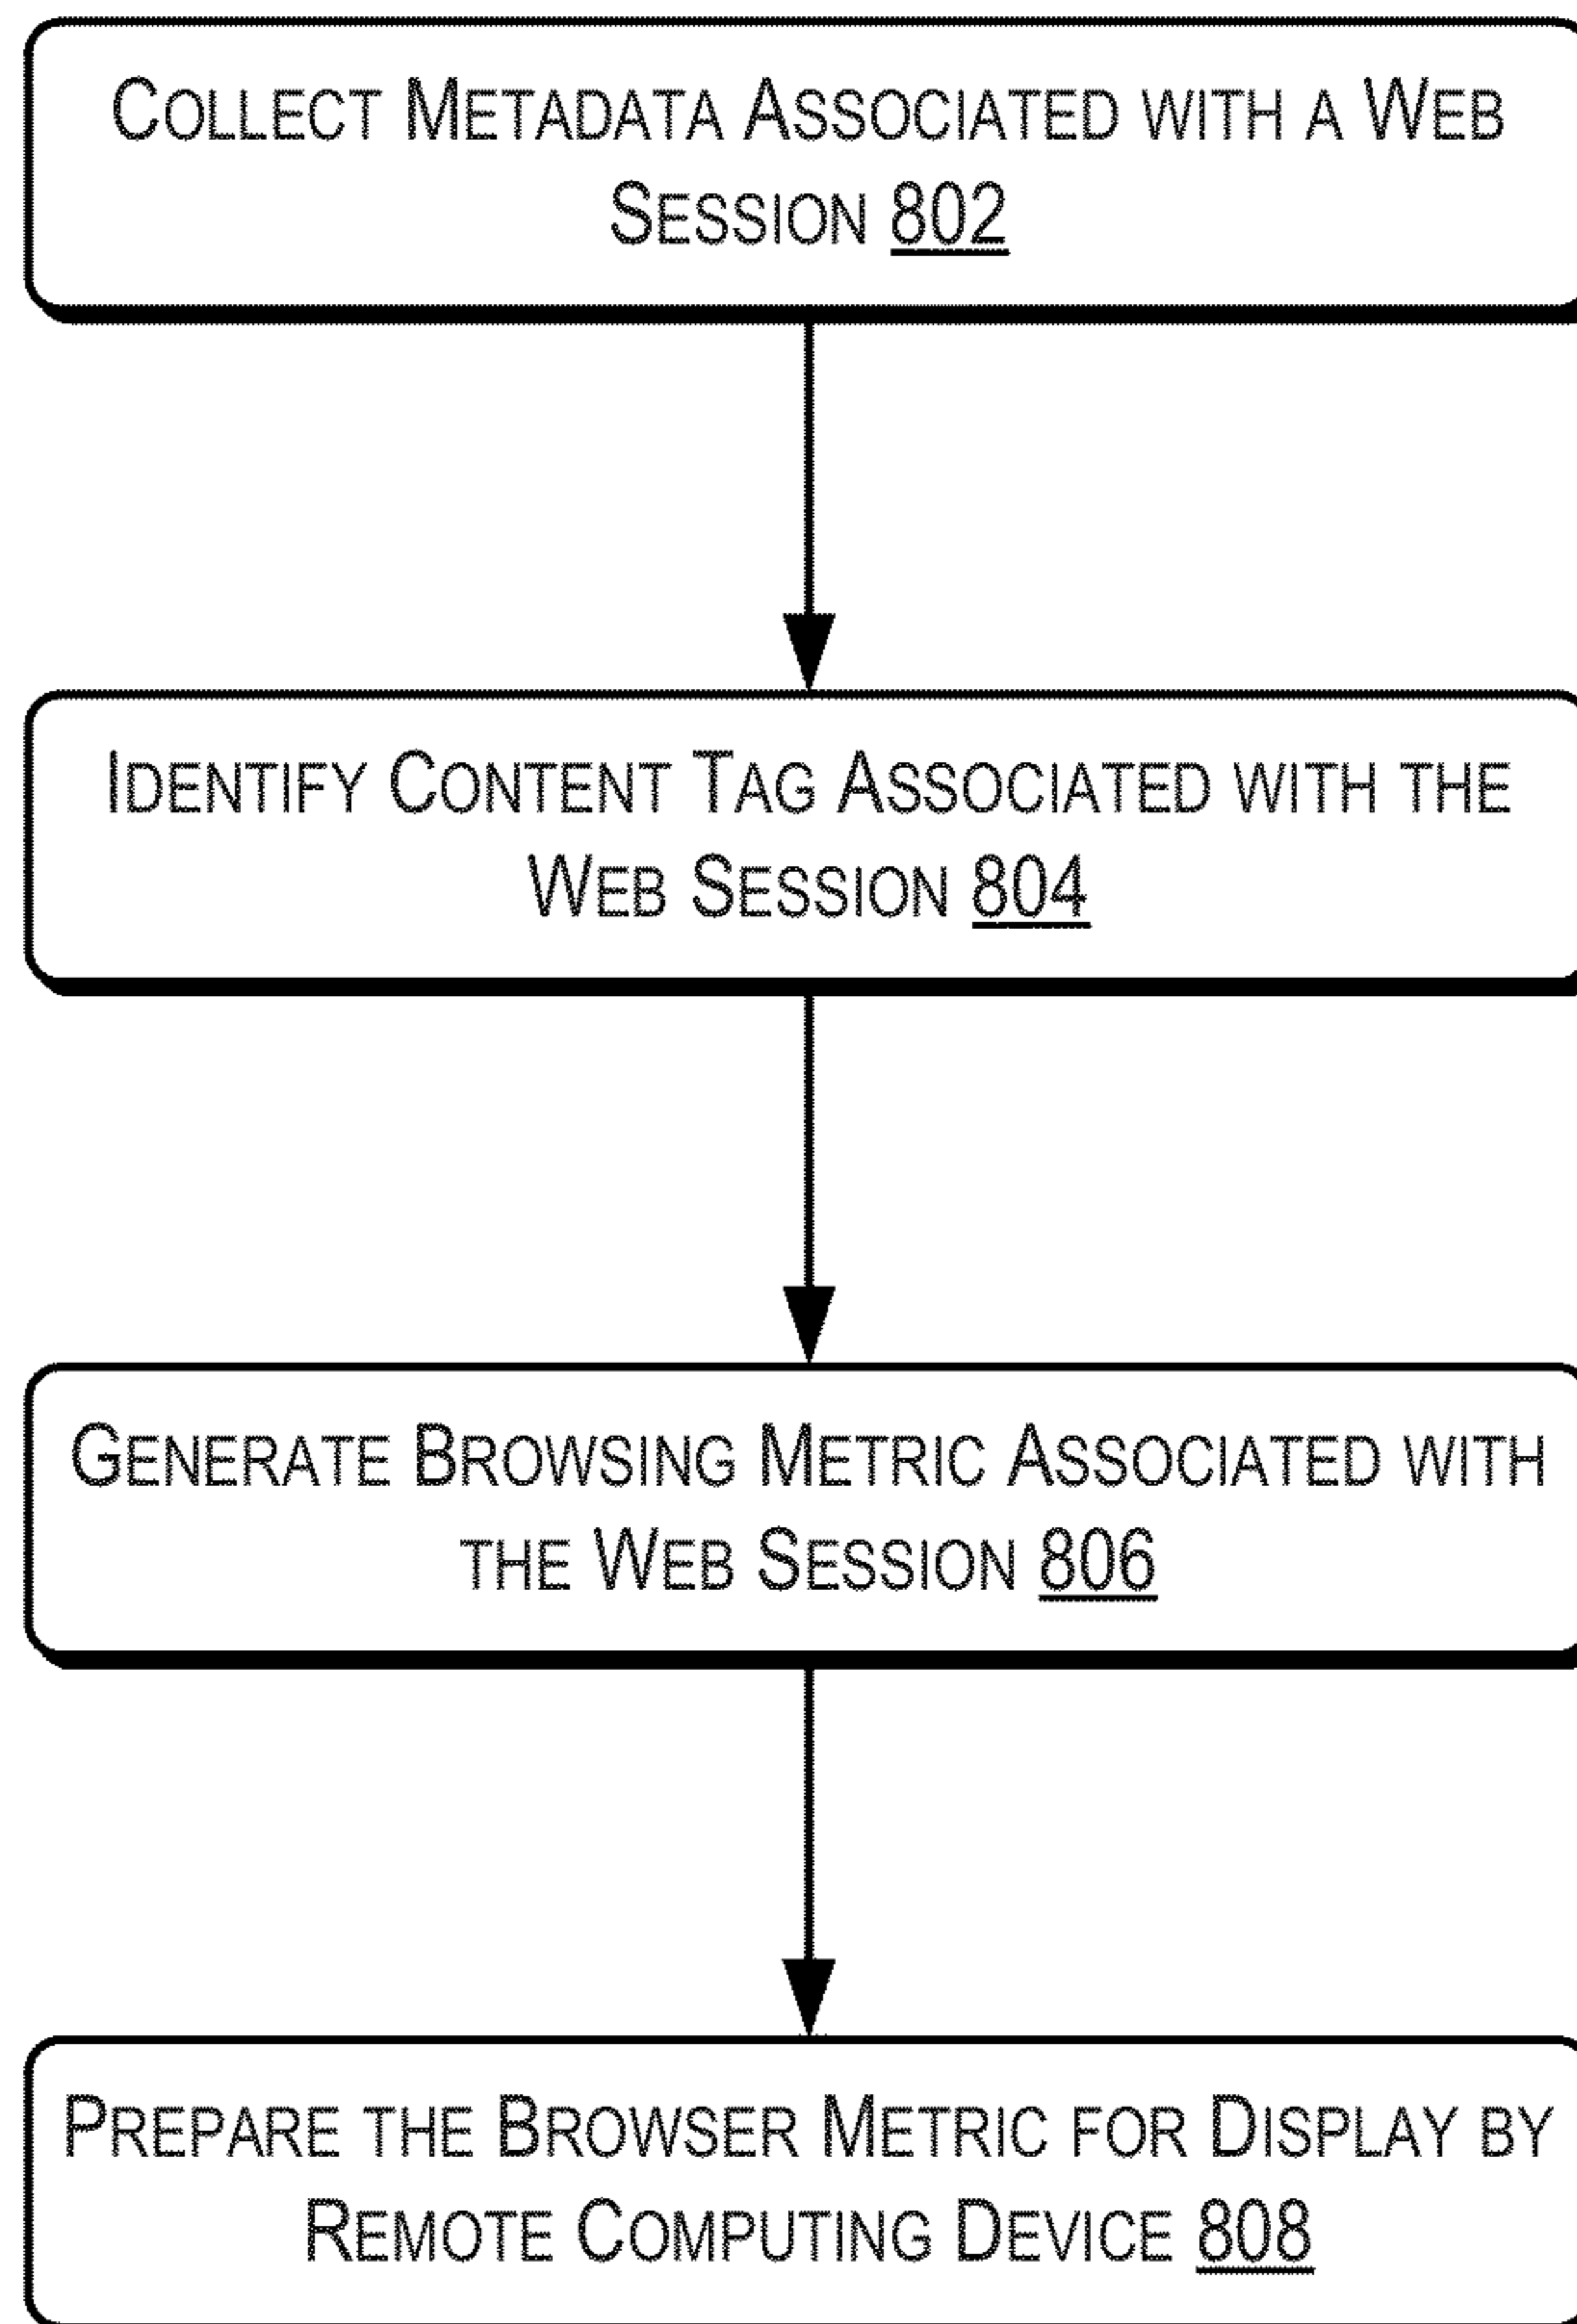 COLLECT METADATA ASSOCIATED WITH A WEB
SESSION 802
IDENTIFY CONTENT TAG ASSOCIATED WITH THE
WEB SESSION 804
GENERATE BROWSING METRIC ASSOCIATED WITH
THE WEB SESSION 806
PREPARE THE BROWSER METRIC FOR DISPLAY BY
REMOTE COMPUTING DEVICE 808